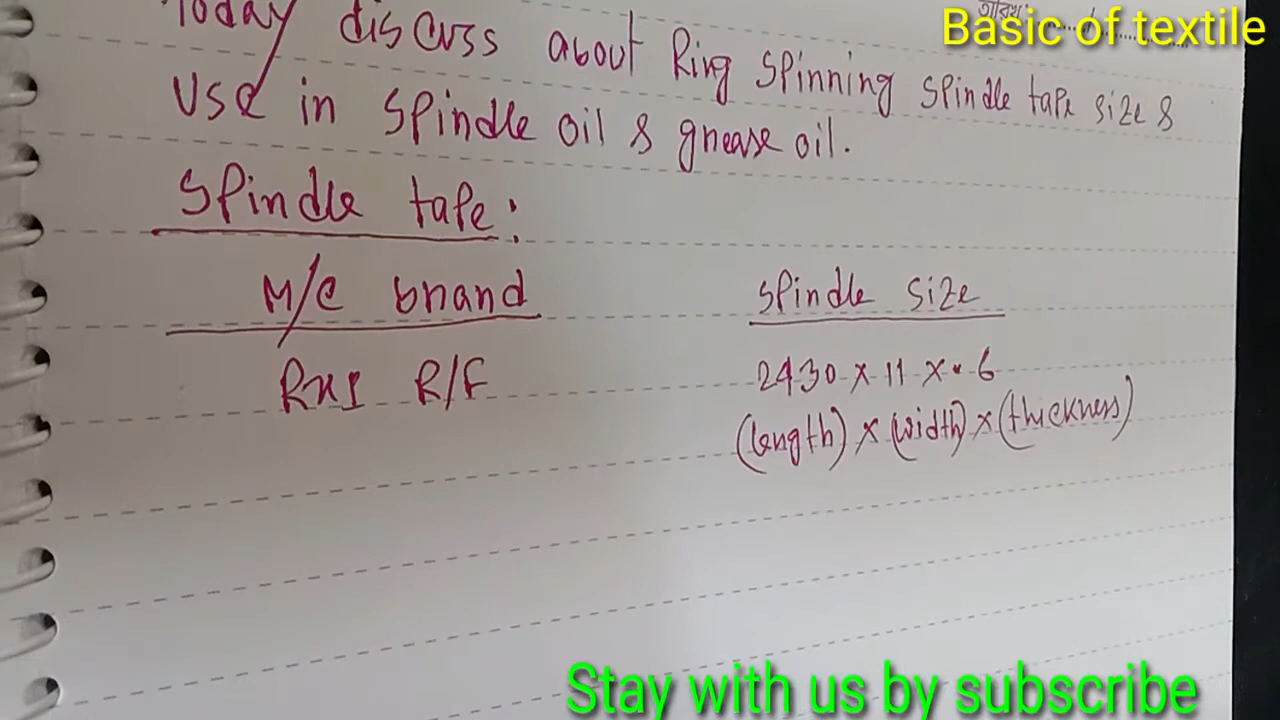 তারিখ:
Basic of textile
Today discuss about Ring spinning spindle tape size &
Use in spindle oil & grease oil.
Spindle tape:
M/C brand
Spindle size
RXI R/F
2430 x 11 x .6
(length) x (width) x (thickness)
Stay with us by subscribe